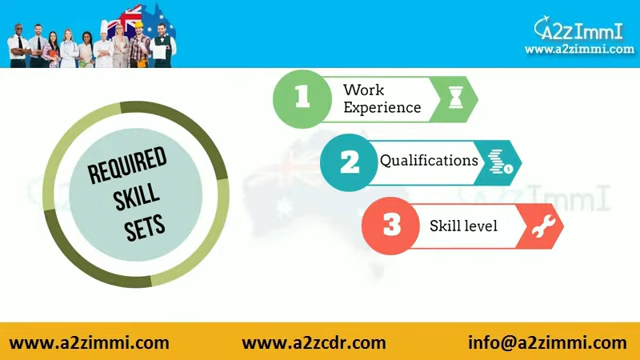 A2ZImmI
www.a2zimmi.com
REQUIRED
SKILL
SETS
1
Work
Experience
2
Qualifications
3
Skill level
A2ZImmI
www.a2zimmi.com
www.a2zcdr.com
info@a2zimmi.com